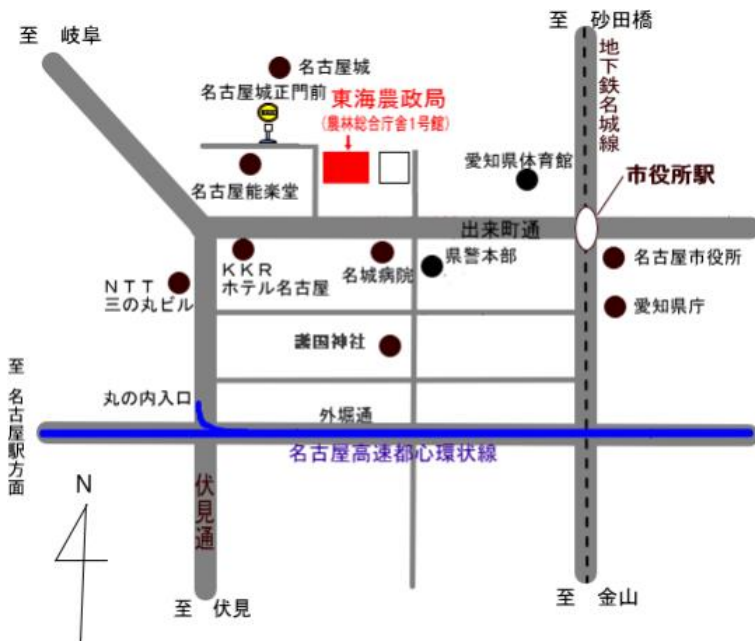 至 岐阜
至 砂田橋
地下鉄名城線
名古屋城
名古屋城正門前
東海農政局
(農林総合庁舎1号館)
愛知県体育館
市役所駅
名古屋能楽堂
出来町通
KKR
ホテル名古屋
名城病院
県警本部
名古屋市役所
NTT
三の丸ビル
愛知県庁
護国神社
至 名古屋駅方面
丸の内入口
外堀通
名古屋高速都心環状線
N
伏見通
至 伏見
至 金山